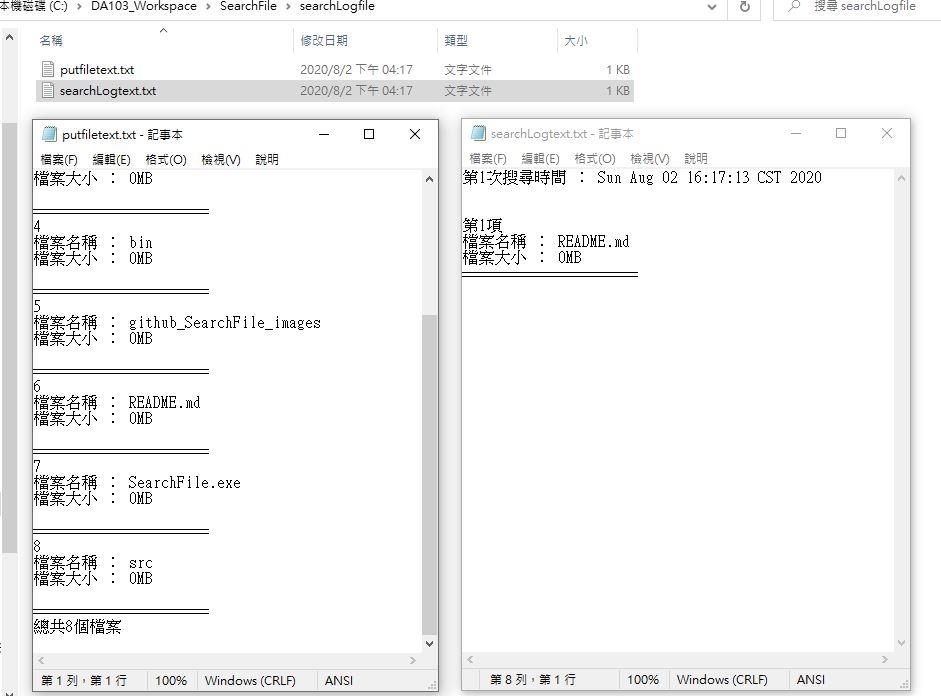 本機磁碟 (C:) › DA103_Workspace › SearchFile › searchLogfile
搜尋 searchLogfile
名稱 修改日期 類型 大小
putfiletext.txt 2020/8/2 下午 04:17 文字文件 1 KB
searchLogtext.txt 2020/8/2 下午 04:17 文字文件 1 KB
putfiletext.txt - 記事本
檔案(F) 編輯(E) 格式(O) 檢視(V) 說明
檔案大小 : 0MB
4
檔案名稱 : bin
檔案大小 : 0MB
5
檔案名稱 : github_SearchFile_images
檔案大小 : 0MB
6
檔案名稱 : README.md
檔案大小 : 0MB
7
檔案名稱 : SearchFile.exe
檔案大小 : 0MB
8
檔案名稱 : src
檔案大小 : 0MB
總共8個檔案
第 1 列，第 1 行 100% Windows (CRLF) ANSI
searchLogtext.txt - 記事本
檔案(F) 編輯(E) 格式(O) 檢視(V) 說明
第1次搜尋時間 : Sun Aug 02 16:17:13 CST 2020
第1項
檔案名稱 : README.md
檔案大小 : 0MB
第 8 列，第 1 行 100% Windows (CRLF) ANSI